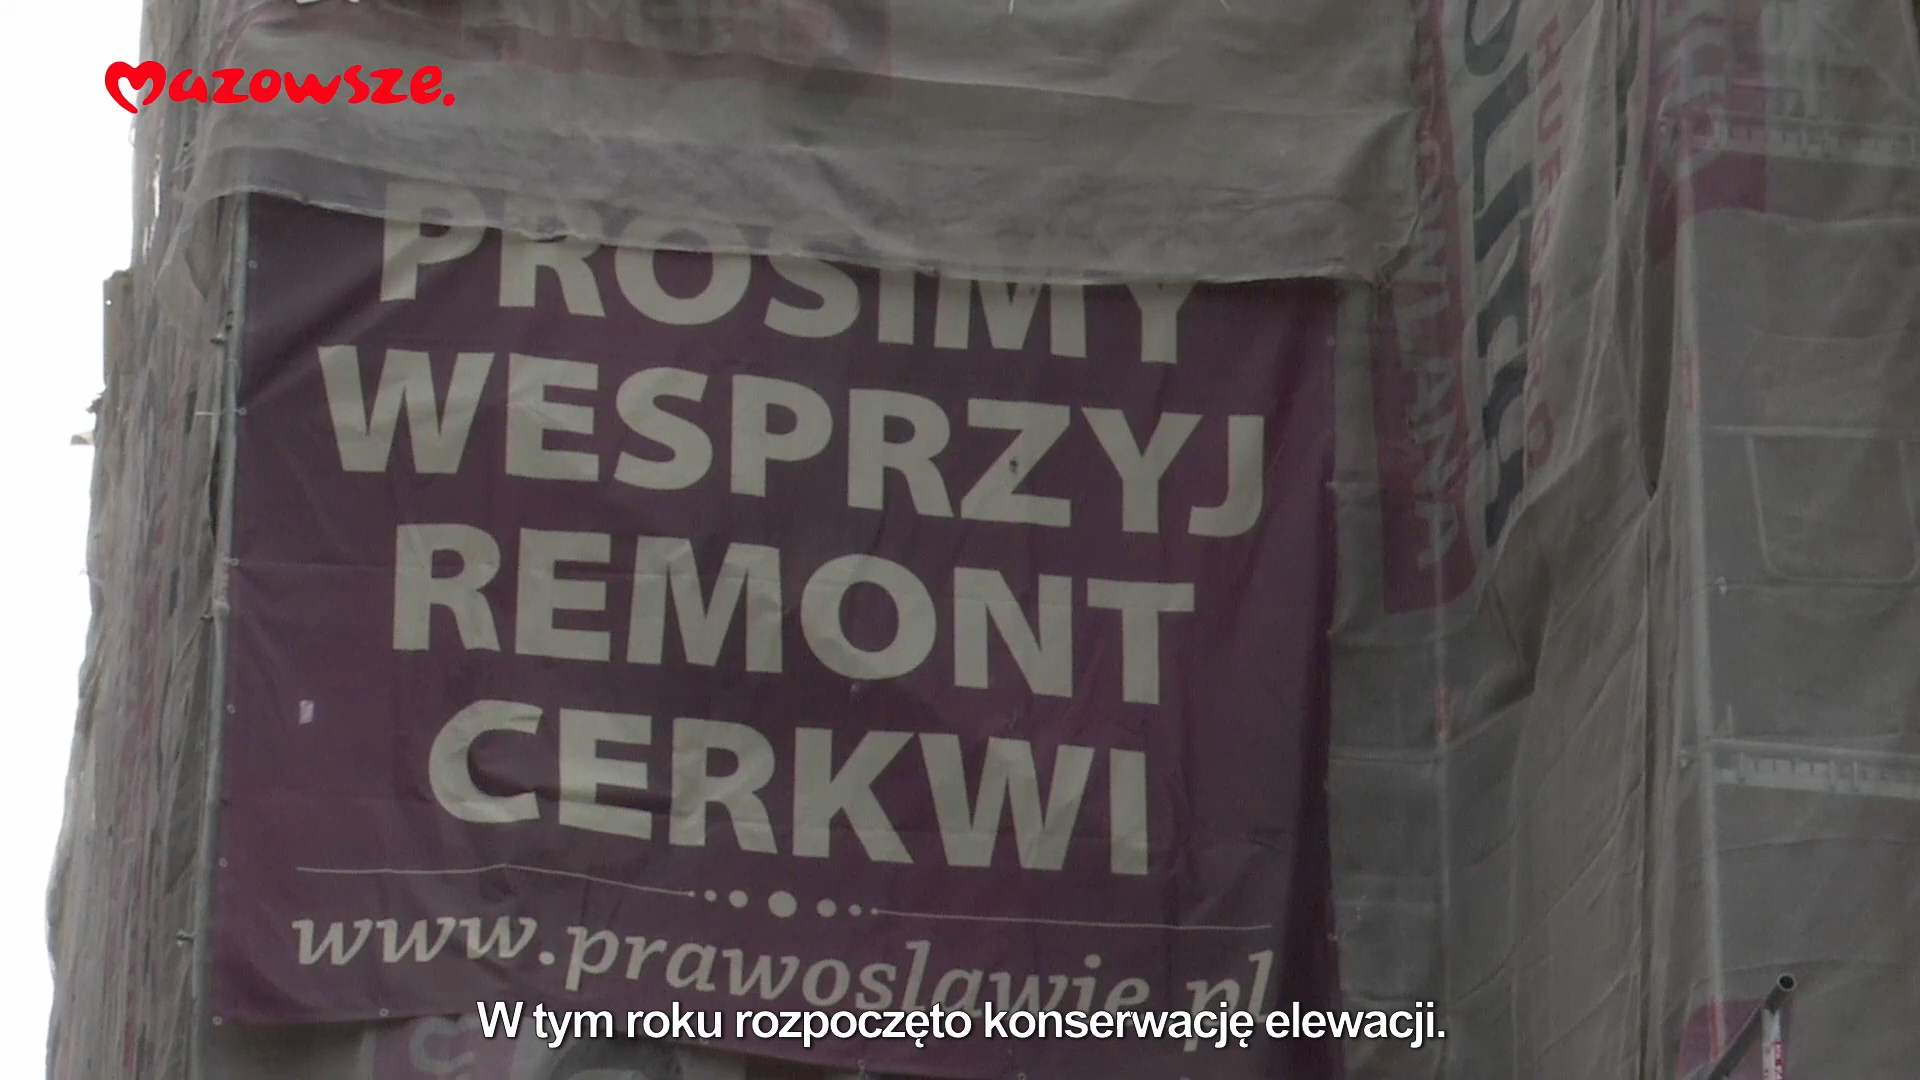 Mazowsze.
PROSIMY
WESPRZYJ
REMONT
CERKWI
www.prawoslawie.pl
W tym roku rozpoczęto konserwację elewacji.